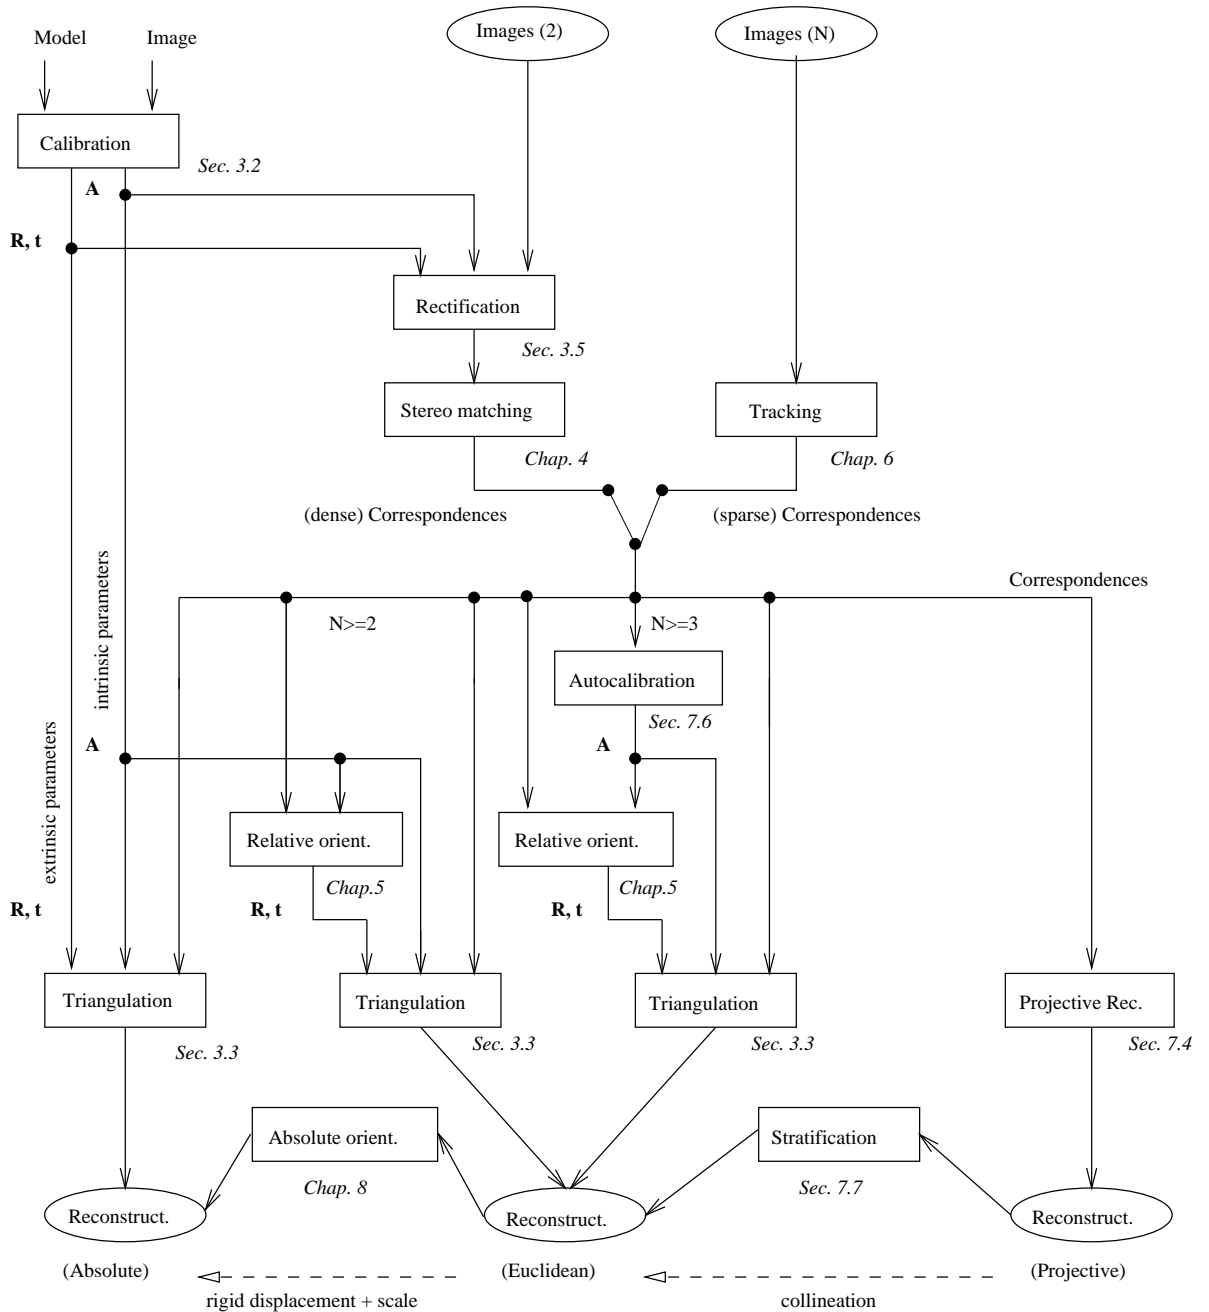 Images (2)
Images (N)
Model
Image
Calibration
Sec. 3.2
A
R, t
Rectification
Sec. 3.5
Stereo matching
Tracking
Chap. 4
Chap. 6
(dense) Correspondences
(sparse) Correspondences
Correspondences
N>=2
N>=3
intrinsic parameters
Autocalibration
Sec. 7.6
extrinsic parameters
A
A
Relative orient.
Relative orient.
Chap.5
Chap.5
R, t
R, t
R, t
Triangulation
Triangulation
Triangulation
Projective Rec.
Sec. 3.3
Sec. 3.3
Sec. 3.3
Sec. 7.4
Absolute orient.
Stratification
Chap. 8
Sec. 7.7
Reconstruct.
Reconstruct.
Reconstruct.
(Absolute)
(Euclidean)
(Projective)
rigid displacement + scale
collineation